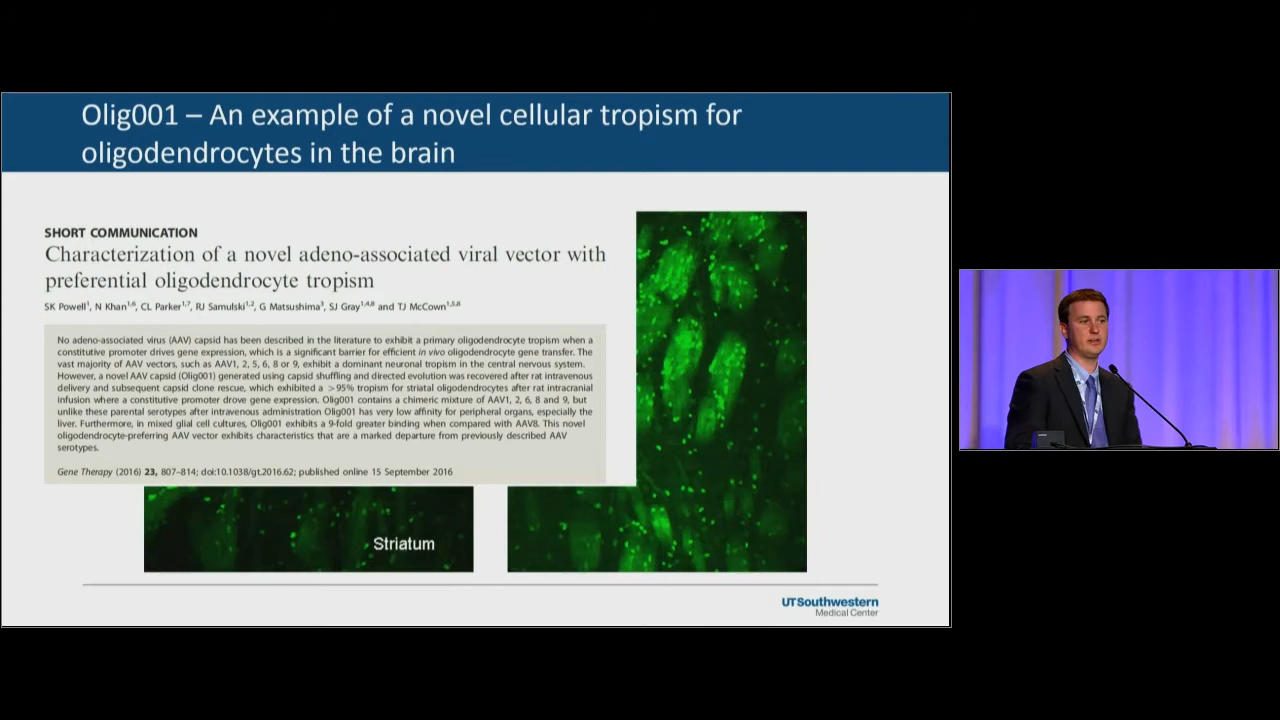 Olig001 – An example of a novel cellular tropism for
oligodendrocytes in the brain
SHORT COMMUNICATION
Characterization of a novel adeno-associated viral vector with
preferential oligodendrocyte tropism
SK Powell1, N Khan1,6, CL Parker1,7, RJ Samulski1,2, G Matsushima3, SJ Gray1,4,8 and TJ McCown1,5,8
No adeno-associated virus (AAV) capsid has been described in the literature to exhibit a primary oligodendrocyte tropism when a
constitutive promoter drives gene expression, which is a significant barrier for efficient in vivo oligodendrocyte gene transfer. The
vast majority of AAV vectors, such as AAV1, 2, 5, 6, 8 or 9, exhibit a dominant neuronal tropism in the central nervous system.
However, a novel AAV capsid (Olig001) generated using capsid shuffling and directed evolution was recovered after rat intravenous
delivery and subsequent capsid clone rescue, which exhibited a >95% tropism for striatal oligodendrocytes after rat intracranial
infusion where a constitutive promoter drove gene expression. Olig001 contains a chimeric mixture of AAV1, 2, 6, 8 and 9, but
unlike these parental serotypes after intravenous administration Olig001 has very low affinity for peripheral organs, especially the
liver. Furthermore, in mixed glial cell cultures, Olig001 exhibits a 9-fold greater binding when compared with AAV8. This novel
oligodendrocyte-preferring AAV vector exhibits characteristics that are a marked departure from previously described AAV
serotypes.
Gene Therapy (2016) 23, 807–814; doi:10.1038/gt.2016.62; published online 15 September 2016
Striatum
UTSouthwestern
Medical Center